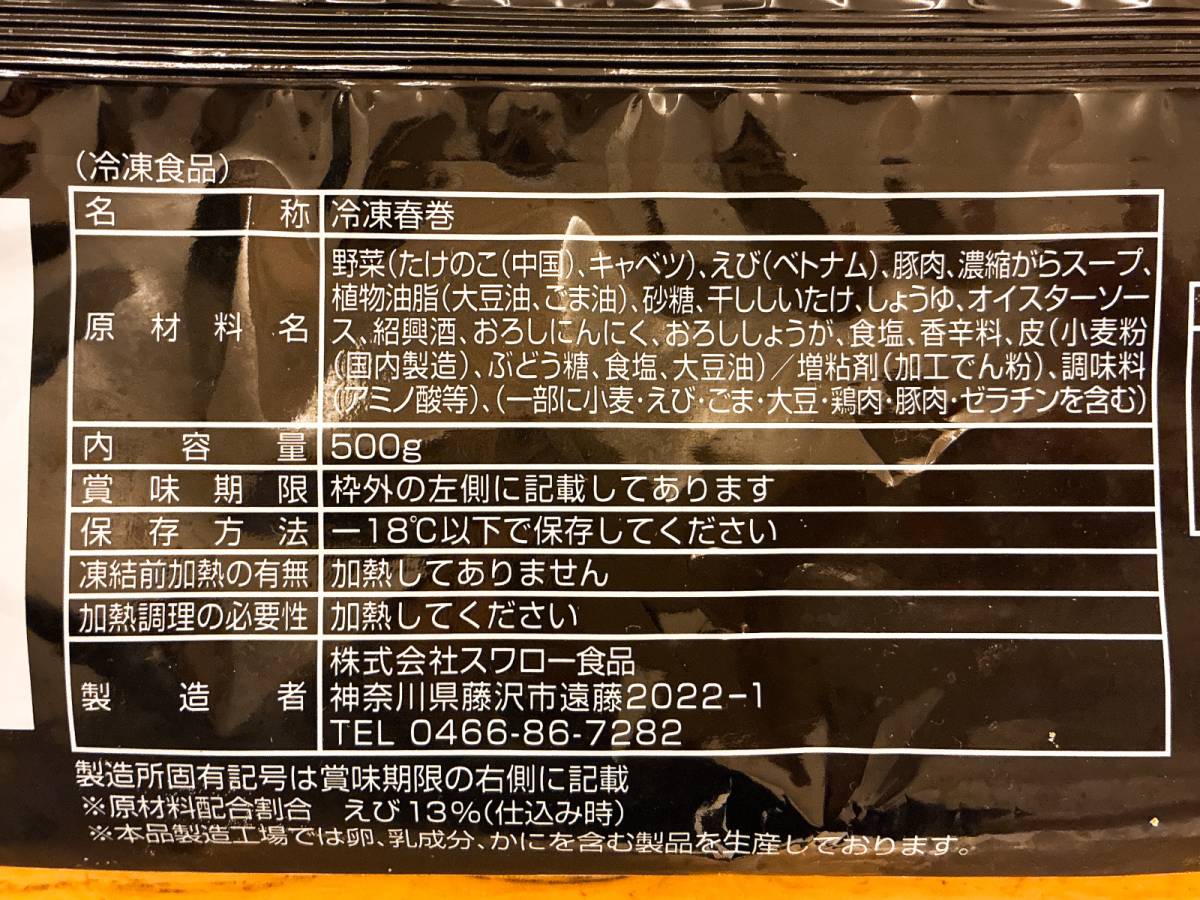 (冷凍食品)
名称 冷凍春巻
原材料名 野菜(たけのこ(中国)、キャベツ)、えび(ベトナム)、豚肉、濃縮がらスープ、
植物油脂(大豆油、ごま油)、砂糖、干ししいたけ、しょうゆ、オイスターソー
ス、紹興酒、おろしにんにく、おろししょうが、食塩、香辛料、皮(小麦粉
(国内製造)、ぶどう糖、食塩、大豆油)/増粘剤(加工でん粉)、調味料
(アミノ酸等)、(一部に小麦・えび・ごま・大豆・鶏肉・豚肉・ゼラチンを含む)
内容量 500g
賞味期限 枠外の左側に記載してあります
保存方法 −18℃以下で保存してください
凍結前加熱の有無 加熱してありません
加熱調理の必要性 加熱してください
製造者 株式会社スワロー食品
神奈川県藤沢市遠藤2022−1
TEL 0466-86-7282
製造所固有記号は賞味期限の右側に記載
※原材料配合割合 えび13%(仕込み時)
※本品製造工場では卵、乳成分、かにを含む製品を生産しております。